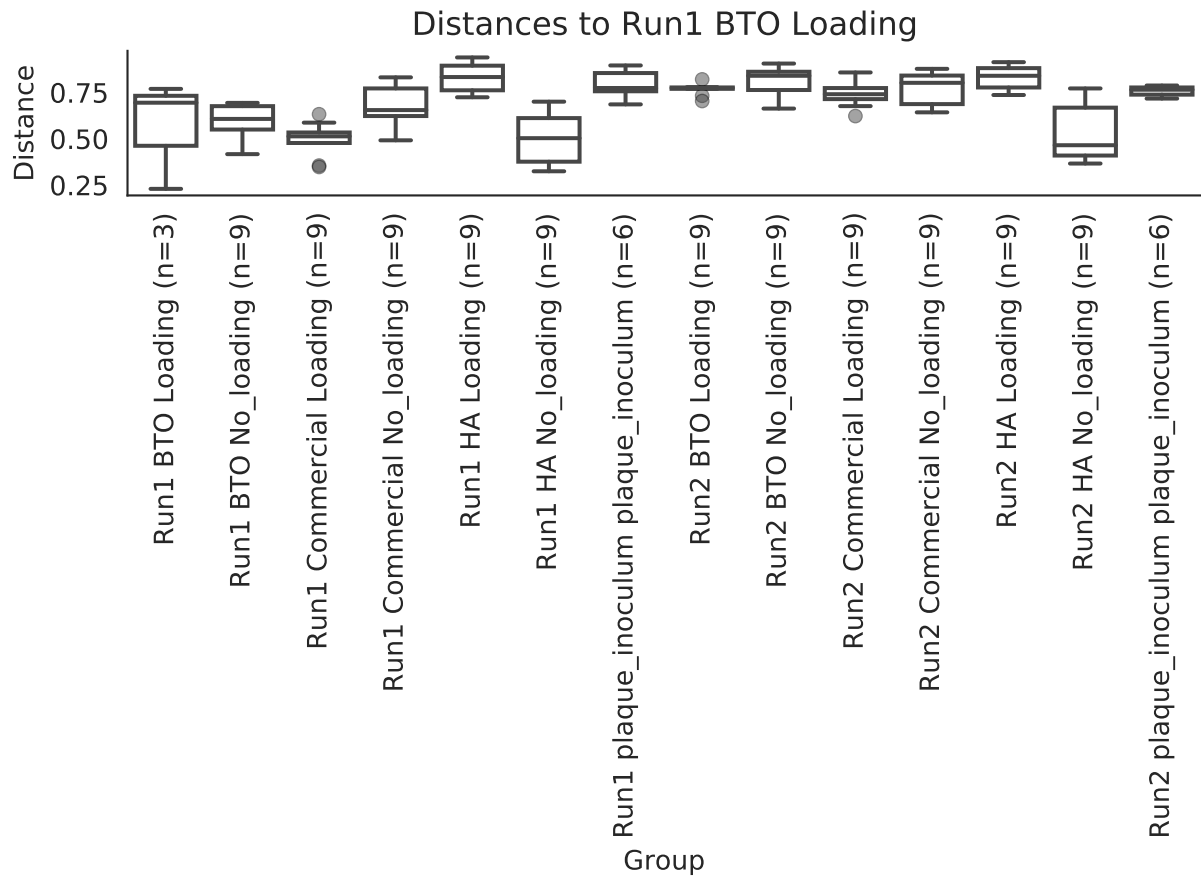 Distances to Run1 BTO Loading
Distance
0.75
0.50
0.25
Run1 BTO Loading (n=3)
Run1 BTO No_loading (n=9)
Run1 Commercial Loading (n=9)
Run1 Commercial No_loading (n=9)
Run1 HA Loading (n=9)
Run1 HA No_loading (n=9)
Run1 plaque_inoculum plaque_inoculum (n=6)
Run2 BTO Loading (n=9)
Run2 BTO No_loading (n=9)
Run2 Commercial Loading (n=9)
Run2 Commercial No_loading (n=9)
Run2 HA Loading (n=9)
Run2 HA No_loading (n=9)
Run2 plaque_inoculum plaque_inoculum (n=6)
Group